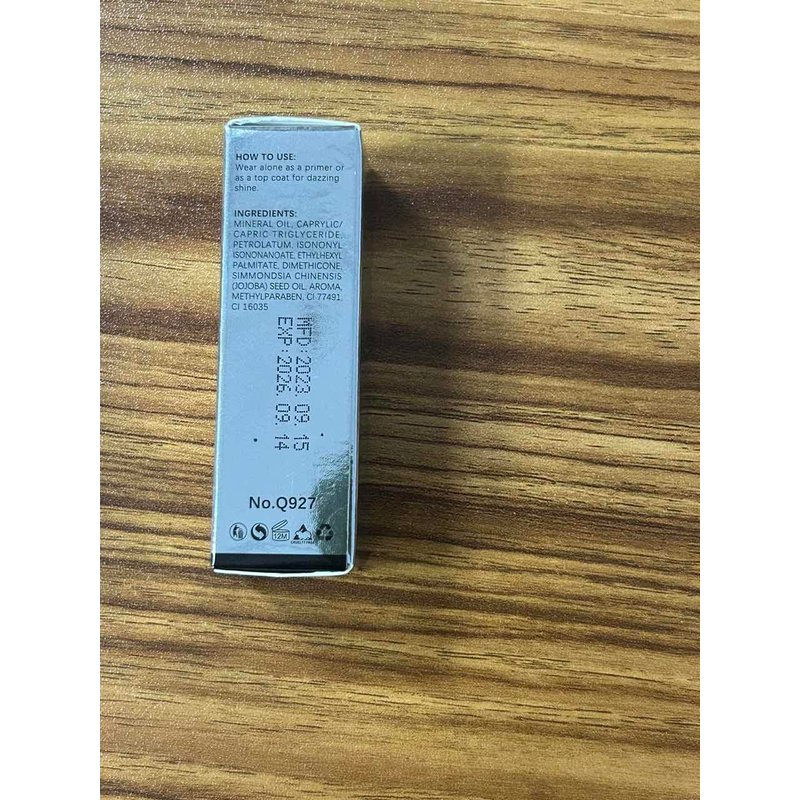 HOW TO USE:
Wear alone as a primer or
as a top coat for dazzing
shine.
INGREDIENTS:
MINERAL OIL, CAPRYLIC/
CAPRIC TRIGLYCERIDE,
PETROLATUM, ISONONYL
ISONONANOATE, ETHYLHEXYL
PALMITATE, DIMETHICONE,
SIMMONDSIA CHINENSIS
(JOJOBA) SEED OIL, AROMA,
METHYLPARABEN, CI 77491,
CI 16035
MFD:2023.09.15
EXP:2026.09.14
No.Q927
12M
CRUELTY FREE